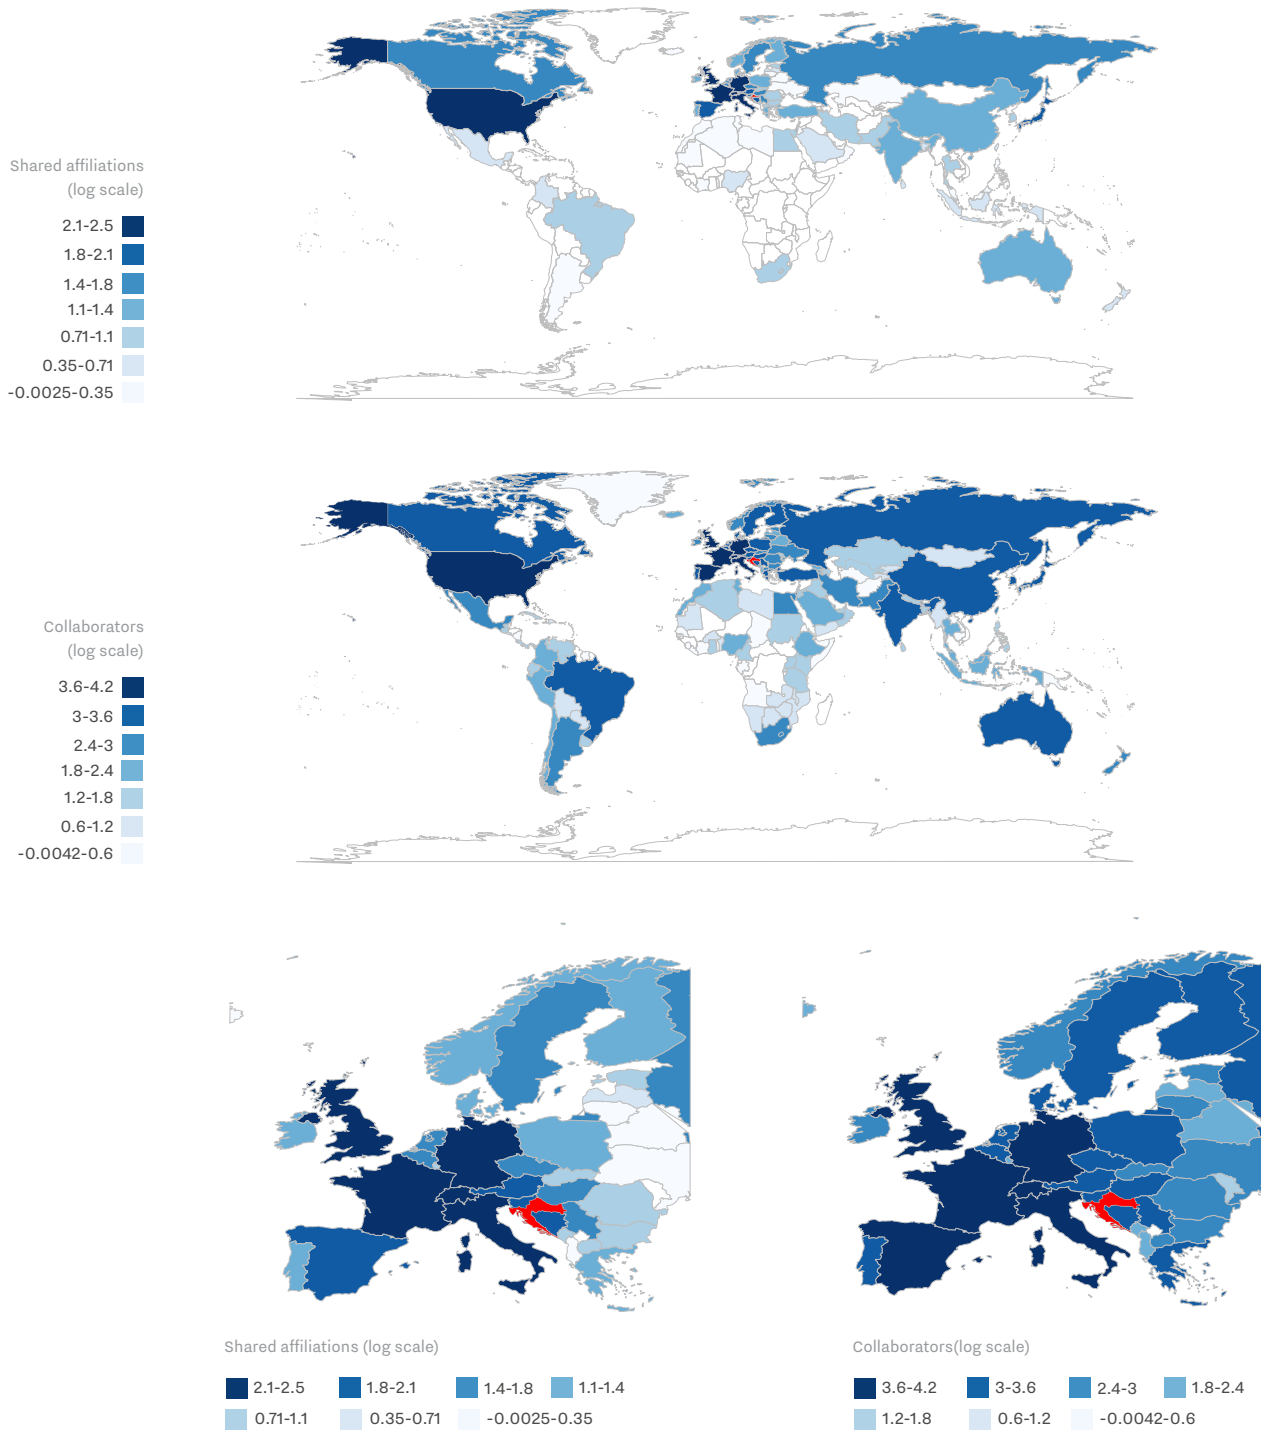 Shared affiliations
(log scale)
2.1-2.5
1.8-2.1
1.4-1.8
1.1-1.4
0.71-1.1
0.35-0.71
-0.0025-0.35
Collaborators
(log scale)
3.6-4.2
3-3.6
2.4-3
1.8-2.4
1.2-1.8
0.6-1.2
-0.0042-0.6
Shared affiliations (log scale)
2.1-2.5 1.8-2.1 1.4-1.8 1.1-1.4
0.71-1.1 0.35-0.71 -0.0025-0.35
Collaborators(log scale)
3.6-4.2 3-3.6 2.4-3 1.8-2.4
1.2-1.8 0.6-1.2 -0.0042-0.6